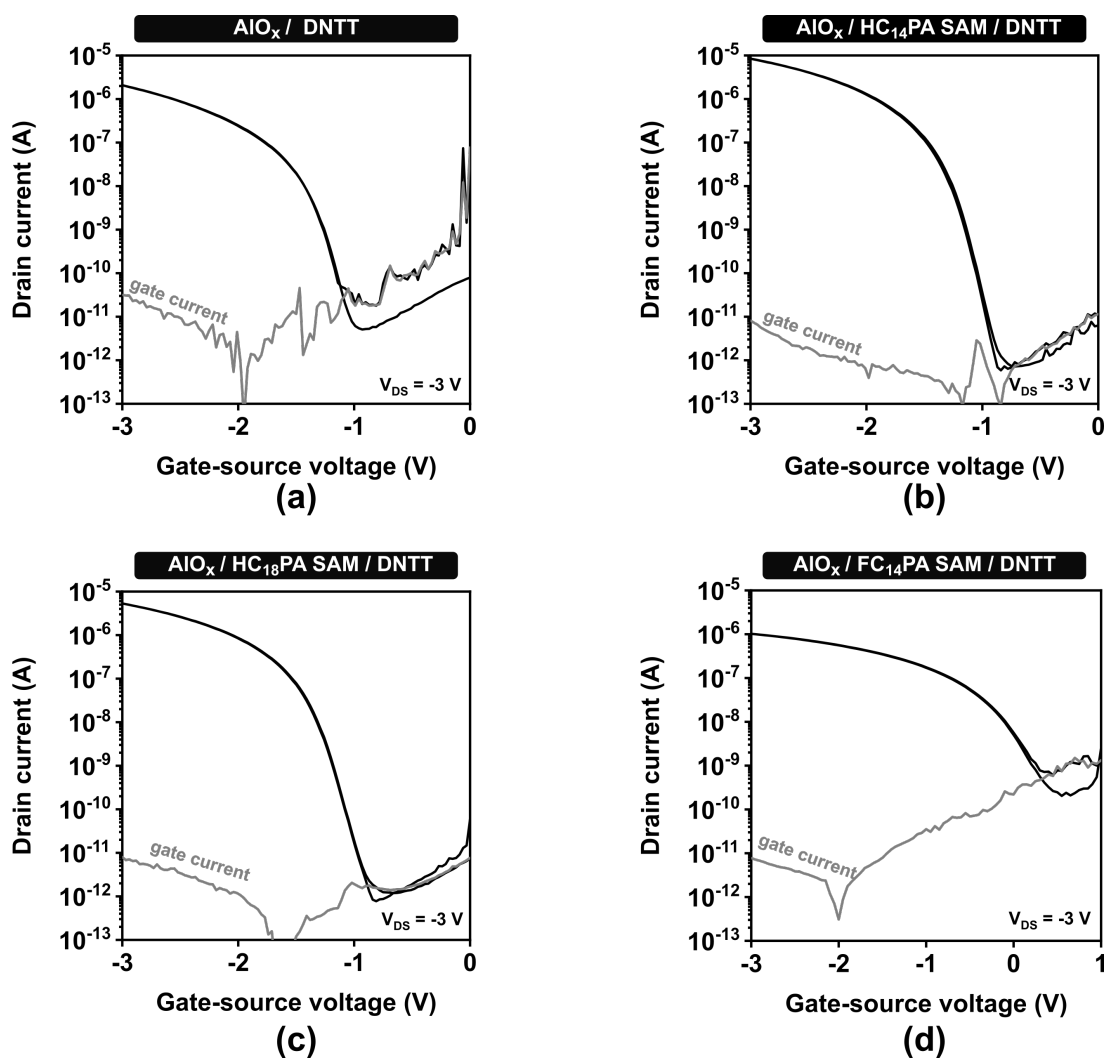 AlOₓ / DNTT
Drain current (A)
10⁻⁵
10⁻⁶
10⁻⁷
10⁻⁸
10⁻⁹
10⁻¹⁰
10⁻¹¹
10⁻¹²
10⁻¹³
gate current
V_DS = -3 V
-3 -2 -1 0
Gate-source voltage (V)
(a)
AlOₓ / HC₁₄PA SAM / DNTT
Drain current (A)
10⁻⁵
10⁻⁶
10⁻⁷
10⁻⁸
10⁻⁹
10⁻¹⁰
10⁻¹¹
10⁻¹²
10⁻¹³
gate current
V_DS = -3 V
-3 -2 -1 0
Gate-source voltage (V)
(b)
AlOₓ / HC₁₈PA SAM / DNTT
Drain current (A)
10⁻⁵
10⁻⁶
10⁻⁷
10⁻⁸
10⁻⁹
10⁻¹⁰
10⁻¹¹
10⁻¹²
10⁻¹³
gate current
V_DS = -3 V
-3 -2 -1 0
Gate-source voltage (V)
(c)
AlOₓ / FC₁₄PA SAM / DNTT
Drain current (A)
10⁻⁵
10⁻⁶
10⁻⁷
10⁻⁸
10⁻⁹
10⁻¹⁰
10⁻¹¹
10⁻¹²
10⁻¹³
gate current
V_DS = -3 V
-3 -2 -1 0 1
Gate-source voltage (V)
(d)